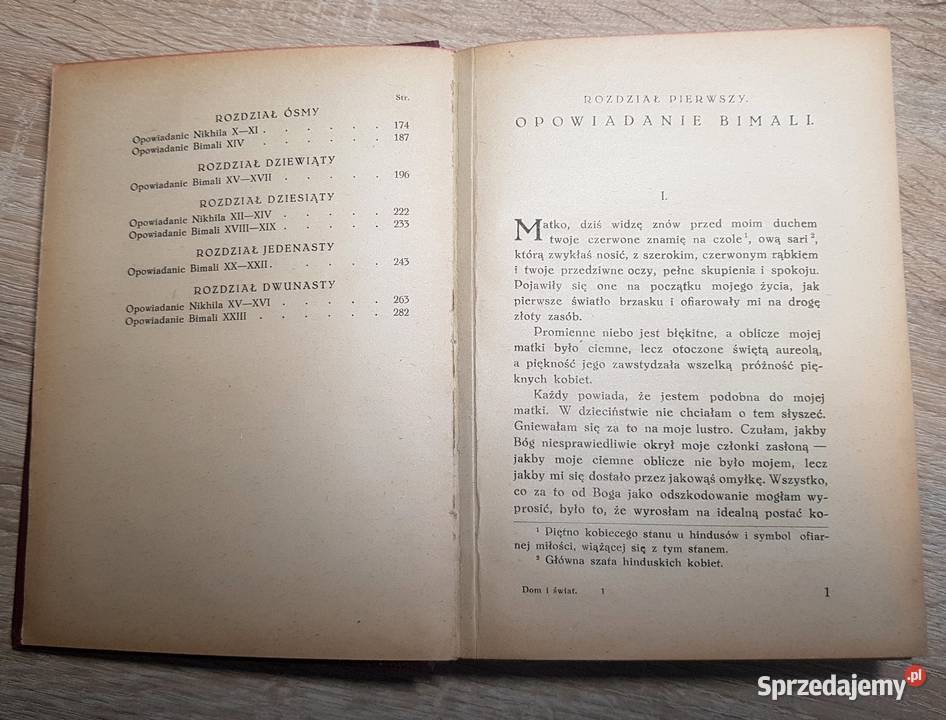 Str.
ROZDZIAŁ ÓSMY
Opowiadanie Nikhila X—XI . . . . . . 174
Opowiadanie Bimali XIV . . . . . . 187
ROZDZIAŁ DZIEWIĄTY
Opowiadanie Bimali XV—XVII . . . . . 196
ROZDZIAŁ DZIESIĄTY
Opowiadanie Nikhila XII—XIV . . . . . 222
Opowiadanie Bimali XVIII—XIX . . . . . 233
ROZDZIAŁ JEDENASTY
Opowiadanie Bimali XX—XXII . . . . . 243
ROZDZIAŁ DWUNASTY
Opowiadanie Nikhila XV—XVI . . . . . 263
Opowiadanie Bimali XXIII . . . . . . 282
ROZDZIAŁ PIERWSZY.
OPOWIADANIE BIMALI.
I.
Matko, dziś widzę znów przed moim duchem
twoje czerwone znamię na czole¹, ową sari²,
którą zwykłaś nosić, z szerokim, czerwonym rąbkiem
i twoje przedziwne oczy, pełne skupienia i spokoju.
Pojawiły się one na początku mojego życia, jak
pierwsze światło brzasku i ofiarowały mi na drogę
złoty zasób.
Promienne niebo jest błękitne, a oblicze mojej
matki było ciemne, lecz otoczone świętą aureolą,
a piękność jego zawstydzała wszelką próżność pię-
knych kobiet.
Każdy powiada, że jestem podobna do mojej
matki. W dzieciństwie nie chciałam o tem słyszeć.
Gniewałam się za to na moje lustro. Czułam, jakby
Bóg niesprawiedliwie okrył moje członki zasłoną —
jakby moje ciemne oblicze nie było mojem, lecz
jakby mi się dostało przez jakowąś omyłkę. Wszystko,
co za to od Boga jako odszkodowanie mogłam wy-
prosić, było to, że wyrosłam na idealną postać ko-
¹ Piętno kobiecego stanu u hindusów i symbol ofiar-
nej miłości, wiążącej się z tym stanem.
² Główna szata hinduskich kobiet.
Dom i świat. 1 1
Sprzedajemy.pl